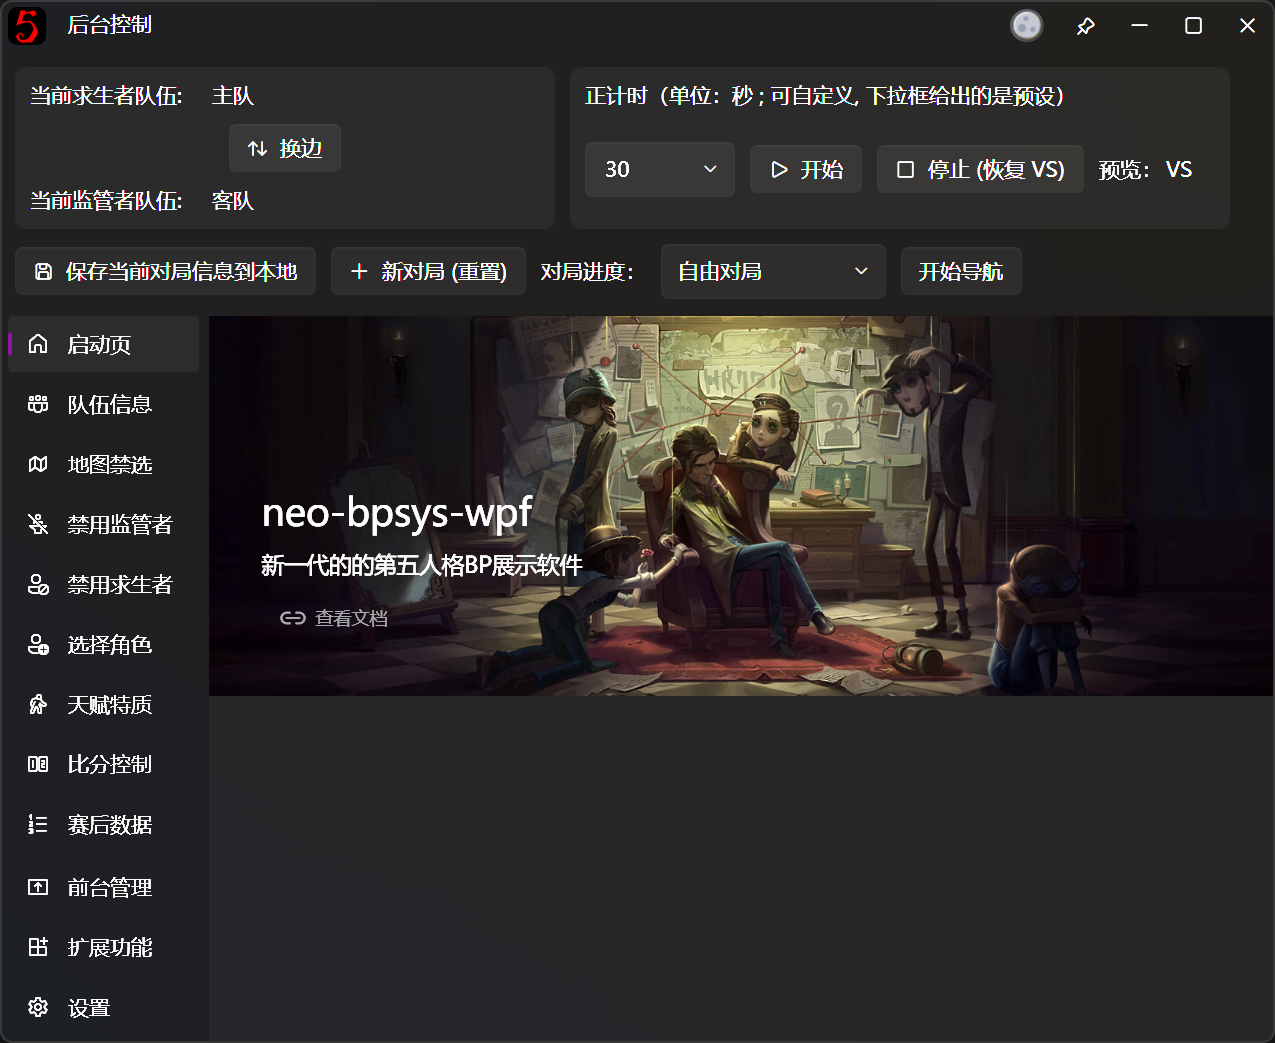 后台控制
当前求生者队伍: 主队
换边
当前监管者队伍: 客队
正计时（单位：秒 ; 可自定义, 下拉框给出的是预设）
30 开始 停止 (恢复 VS) 预览： VS
保存当前对局信息到本地 新对局 (重置) 对局进度： 自由对局 开始导航
启动页
队伍信息
地图禁选
禁用监管者
禁用求生者
选择角色
天赋特质
比分控制
赛后数据
前台管理
扩展功能
设置
neo-bpsys-wpf
新一代的的第五人格BP展示软件
查看文档